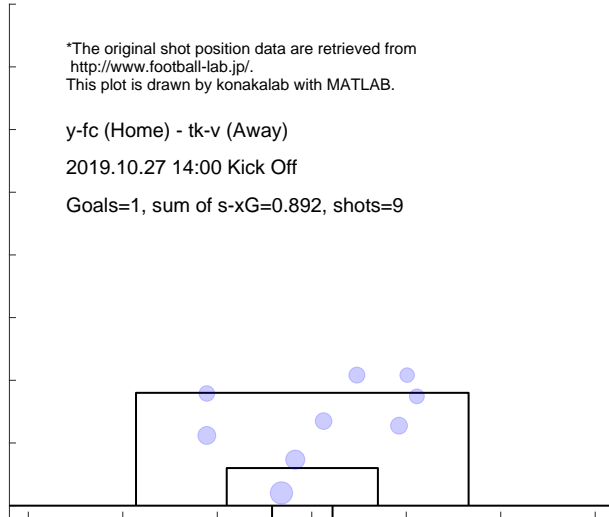 *The original shot position data are retrieved from
http://www.football-lab.jp/.
This plot is drawn by konakalab with MATLAB.
y-fc (Home) - tk-v (Away)
2019.10.27 14:00 Kick Off
Goals=1, sum of s-xG=0.892, shots=9